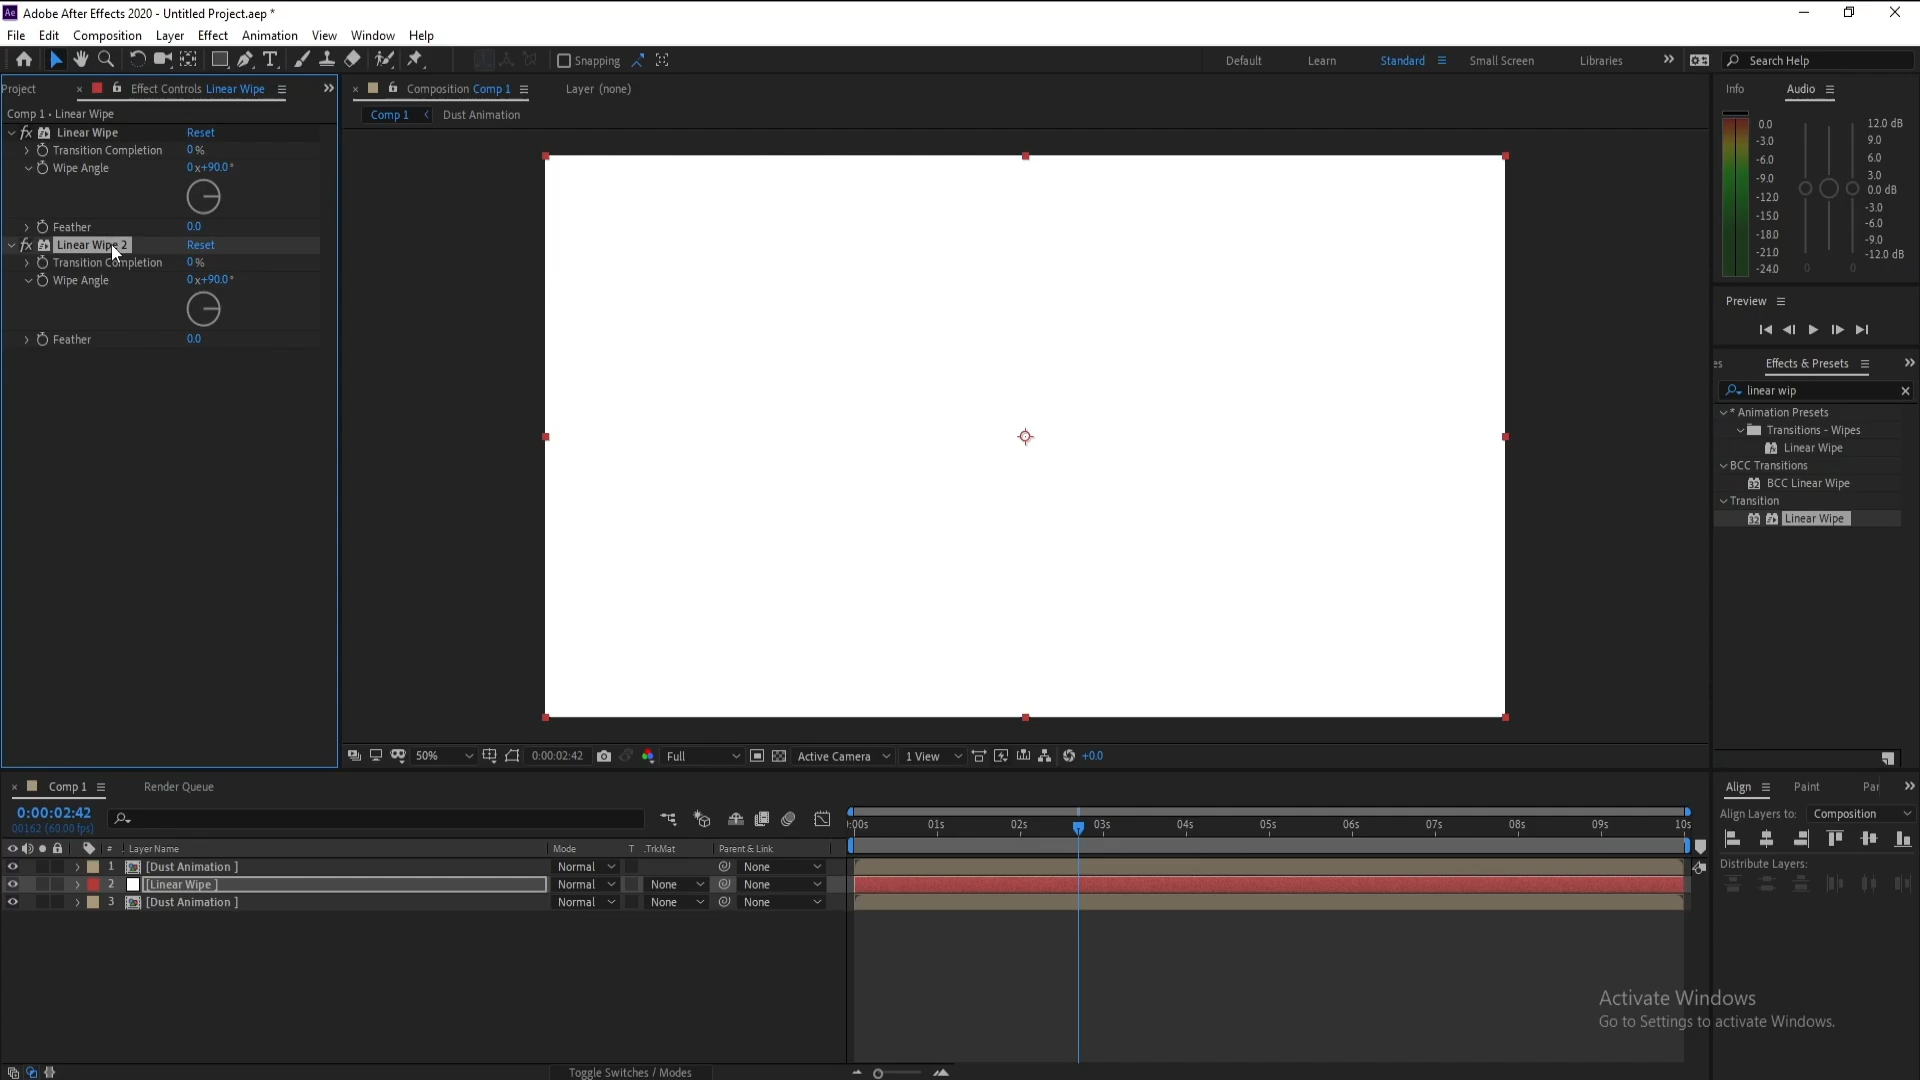 Adobe After Effects 2020 - Untitled Project.aep *
File Edit Composition Layer Effect Animation View Window Help
Snapping
Default Learn Standard Small Screen Libraries Search Help
Project Effect Controls Linear Wipe
Composition Comp 1 Layer (none)
Comp 1 • Linear Wipe
Comp 1 Dust Animation
fx Linear Wipe Reset
Transition Completion 0 %
Wipe Angle 0 x+90.0 °
Feather 0.0
fx Linear Wipe 2 Reset
Transition Completion 0 %
Wipe Angle 0 x+90.0 °
Feather 0.0
Info Audio
0.0
-3.0
-6.0
-9.0
-12.0
-15.0
-18.0
-21.0
-24.0
12.0 dB
9.0
6.0
3.0
0.0 dB
-3.0
-6.0
-9.0
-12.0 dB
0 0
Preview
es Effects & Presets
linear wip
* Animation Presets
Transitions - Wipes
Linear Wipe
BCC Transitions
BCC Linear Wipe
Transition
Linear Wipe
50% 0:00:02:42 Full Active Camera 1 View +0.0
Comp 1 Render Queue
0:00:02:42
00162 (60.00 fps)
:00s 01s 02s 03s 04s 05s 06s 07s 08s 09s 10s
# Layer Name Mode T .TrkMat Parent & Link
1 [Dust Animation ] Normal None
2 [Linear Wipe ] Normal None None
3 [Dust Animation ] Normal None None
Align Paint Par
Align Layers to: Composition
Distribute Layers:
Activate Windows
Go to Settings to activate Windows.
Toggle Switches / Modes